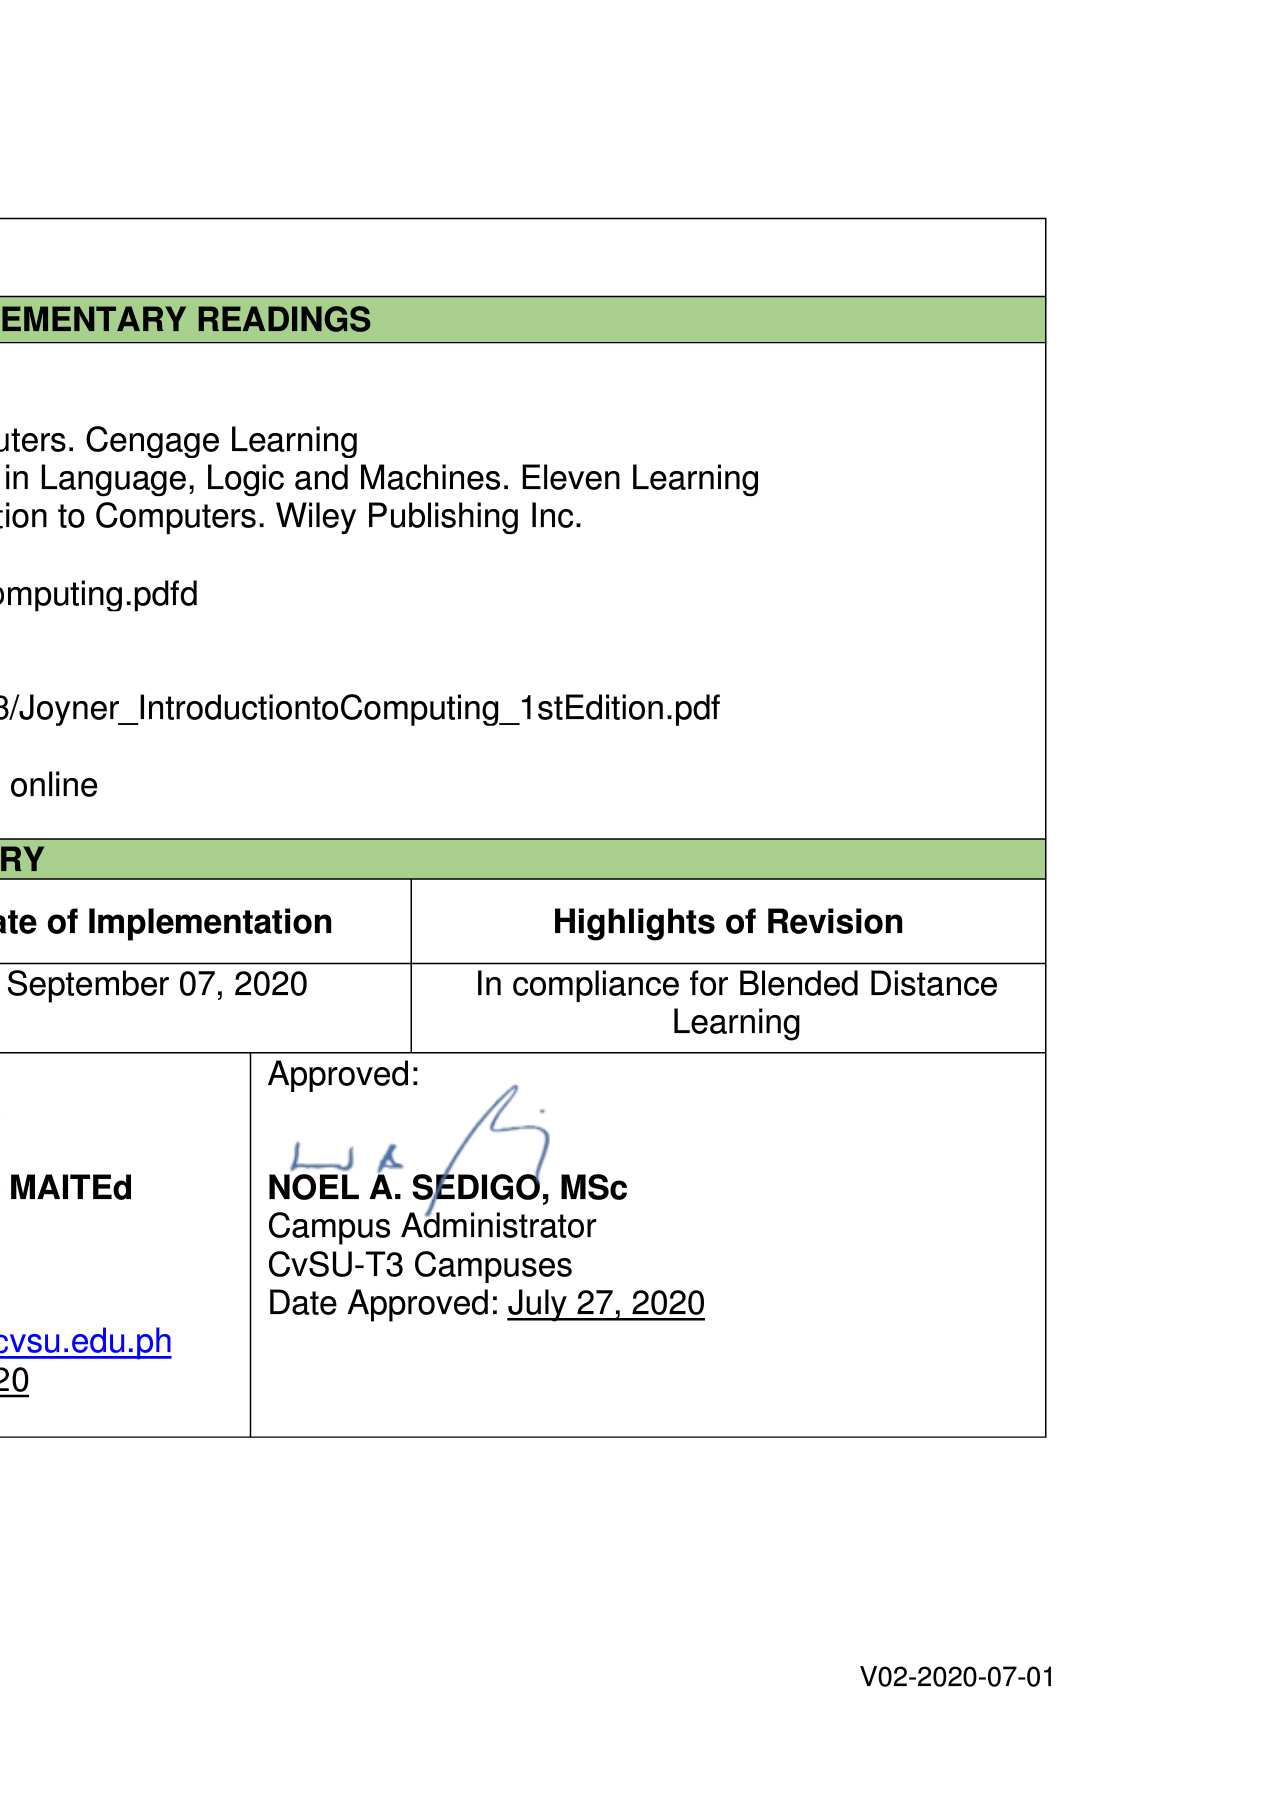 EMENTARY READINGS
uters. Cengage Learning
in Language, Logic and Machines. Eleven Learning
tion to Computers. Wiley Publishing Inc.
omputing.pdfd
3/Joyner_IntroductiontoComputing_1stEdition.pdf
online
RY
ate of Implementation Highlights of Revision
September 07, 2020 In compliance for Blended Distance
Learning
Approved:
MAITEd NOEL A. SEDIGO, MSc
Campus Administrator
CvSU-T3 Campuses
Date Approved: July 27, 2020
cvsu.edu.ph
20
V02-2020-07-01